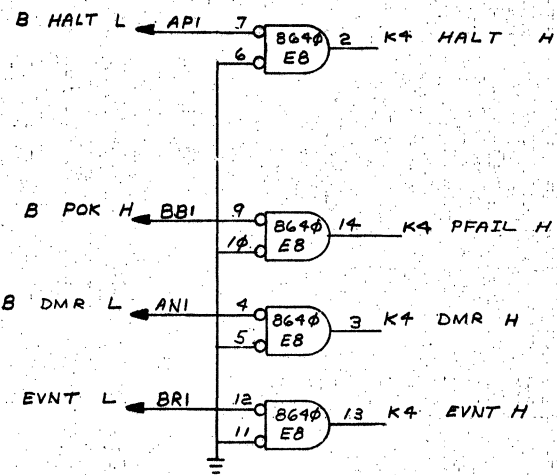 B HALT L AP1 7 8640 E8 2 K4 HALT H
6
B POK H BB1 9 8640 E8 14 K4 PFAIL H
10
B DMR L AN1 4 8640 E8 3 K4 DMR H
5
EVNT L BR1 12 8640 E8 13 K4 EVNT H
11